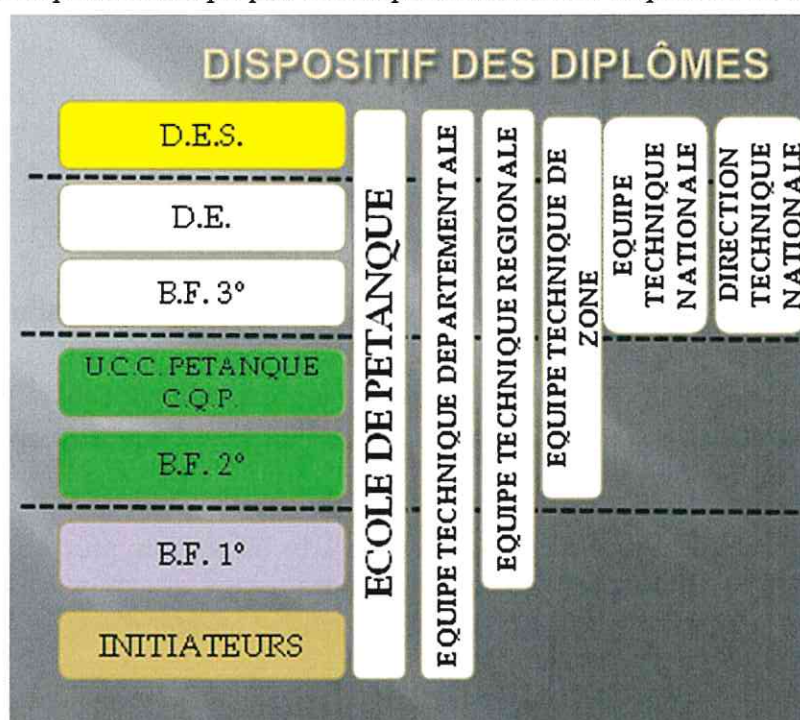 DISPOSITIF DES DIPLÔMES
D.E.S.
D.E.
B.F. 3°
U.C.C. PETANQUE
C.Q.P.
B.F. 2°
B.F. 1°
INITIATEURS
ECOLE DE PETANQUE
EQUIPE TECHNIQUE DEPARTEMENTALE
EQUIPE TECHNIQUE REGIONALE
EQUIPE TECHNIQUE DE
ZONE
EQUIPE
TECHNIQUE
NATIONALE
DIRECTION
TECHNIQUE
NATIONALE